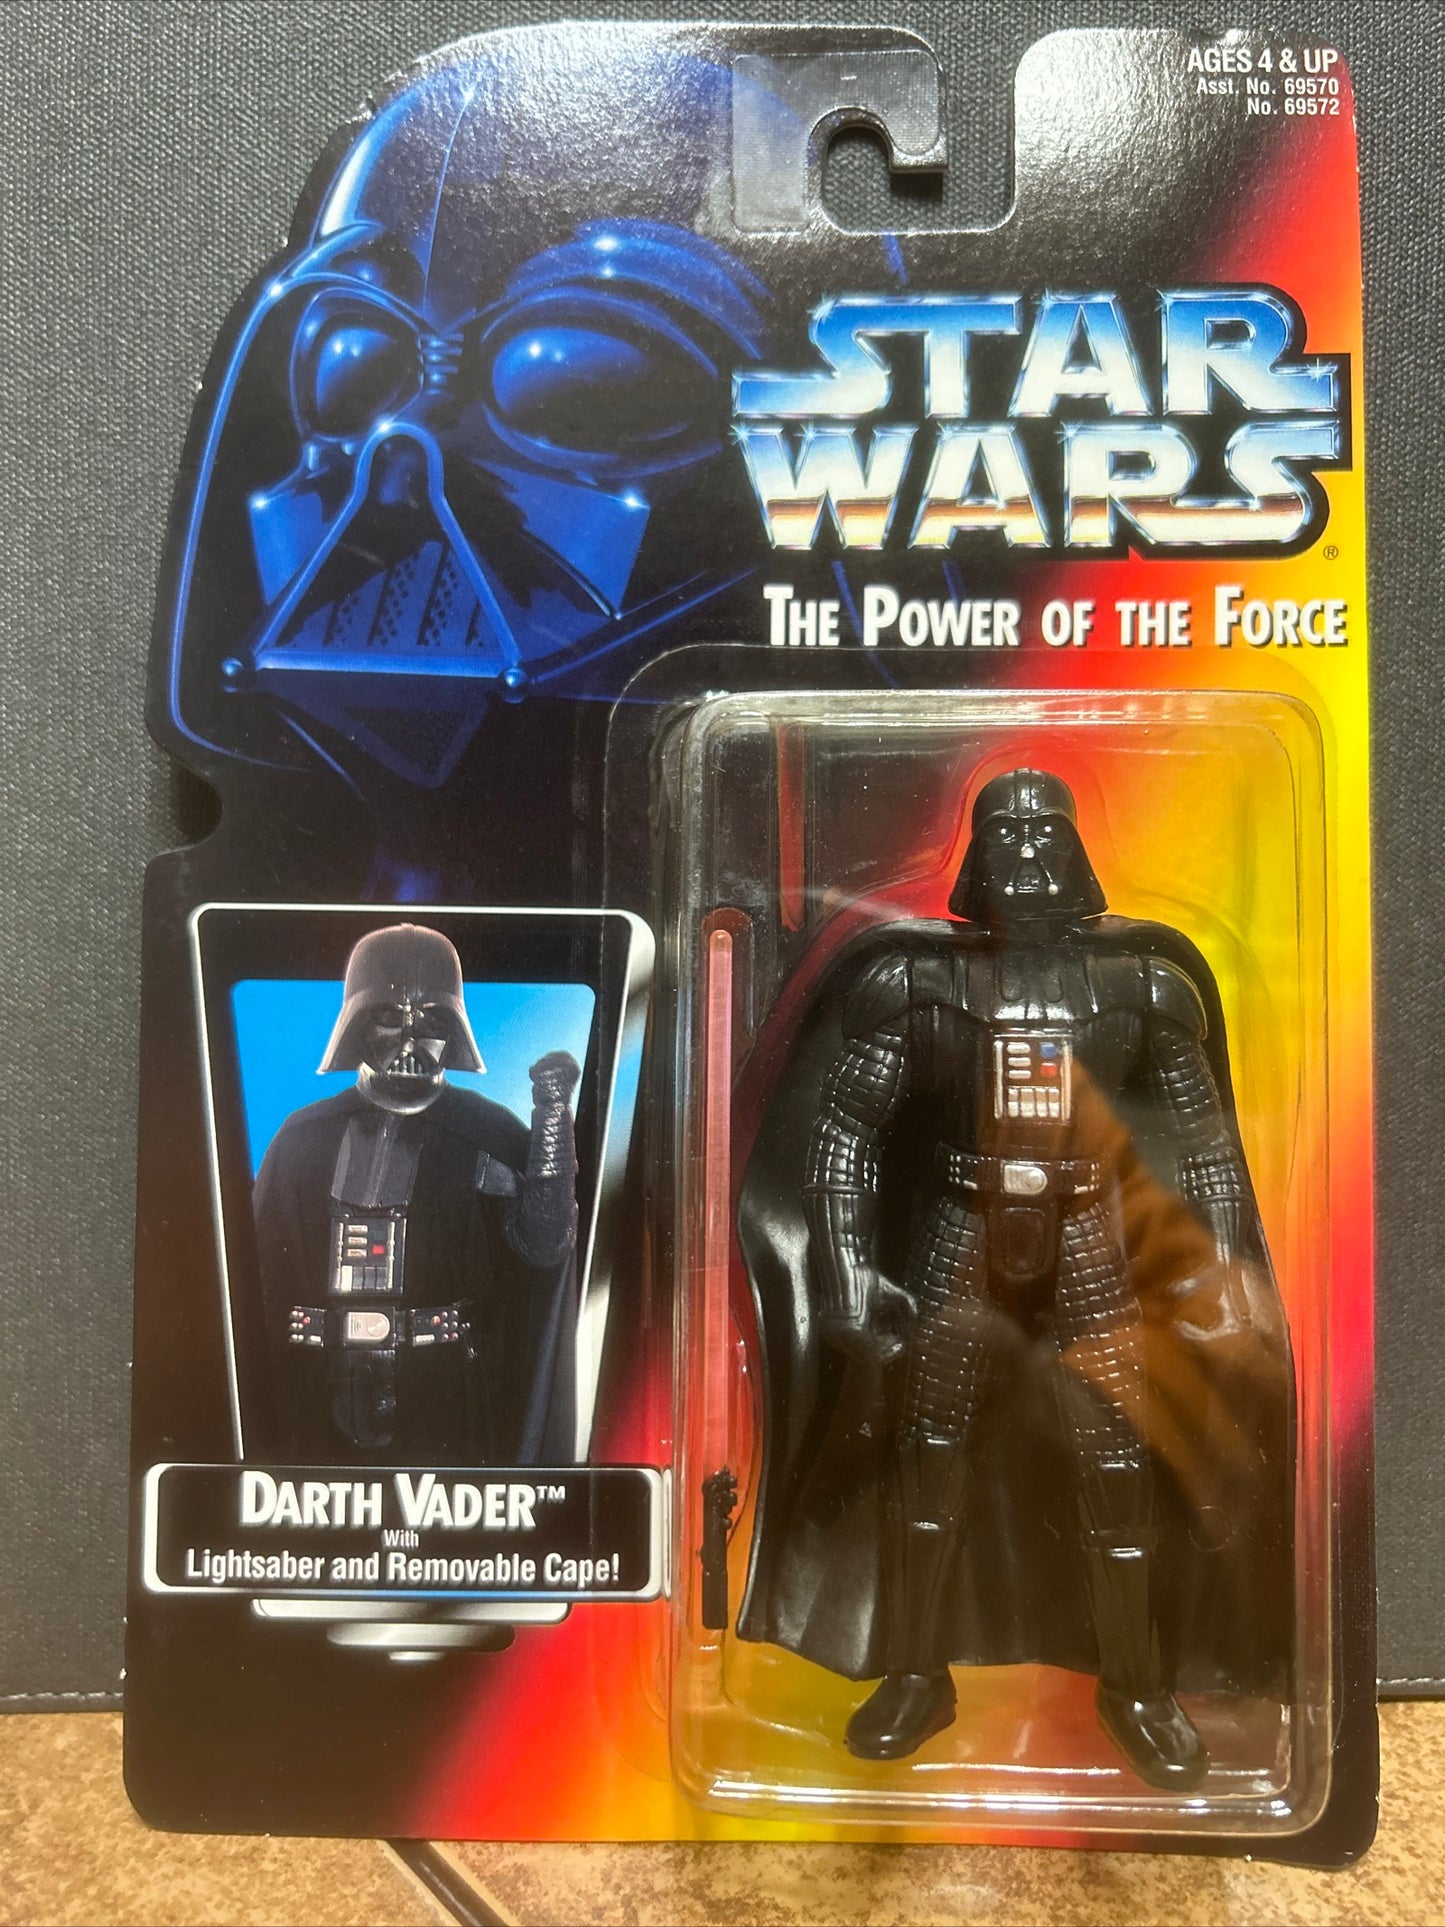 AGES 4 & UP
Asst. No. 69570
No. 69572
STAR
WARS®
THE POWER OF THE FORCE
DARTH VADER™
With
Lightsaber and Removable Cape!